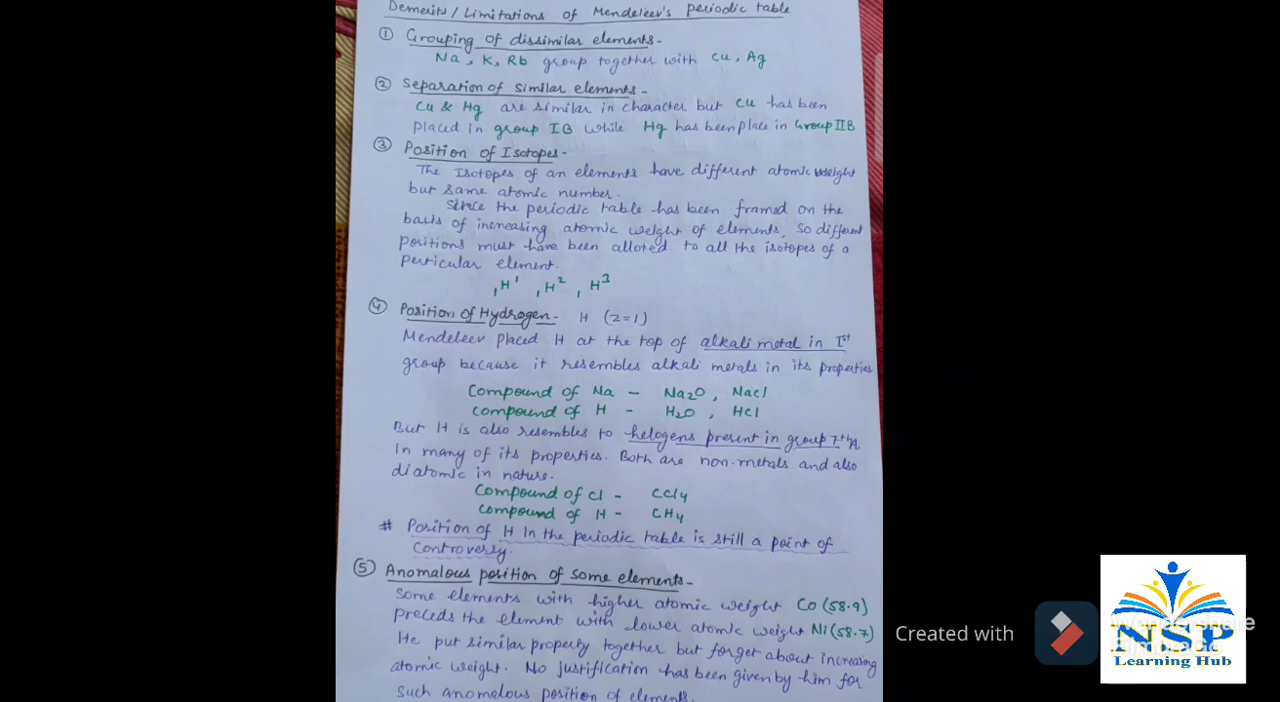 Demerits/Limitations of Mendeleev's periodic table
① Grouping of dissimilar elements-
Na, K, Rb group together with Cu, Ag
② Separation of similar elements-
Cu & Hg are similar in character but Cu has been
placed in group IB while Hg has been place in Group IIB
③ Position of Isotopes-
The Isotopes of an elements have different atomic weight
but same atomic number.
Since the periodic table has been framed on the
basis of increasing atomic weight of elements, so different
positions must have been alloted to all the isotopes of a
perticular element.
₁H¹, ₁H², ₁H³
④ Position of Hydrogen- H (Z=1)
Mendeleev placed H at the top of alkali metal in Ist
group because it resembles alkali metals in its properties
Compound of Na - Na₂O, NaCl
Compound of H - H₂O, HCl
But H is also resembles to helogens present in group 7th A.
In many of its properties. Both are non-metals and also
diatomic in nature.
Compound of Cl - CCl₄
Compound of H - CH₄
# Position of H in the periodic table is still a point of
controversy.
⑤ Anomalous position of some elements-
Some elements with higher atomic weight Co (58.9)
preceds the element with lower atomic weight Ni (58.7)
He put similar property together but forget about increasing
atomic weight. No justification has been given by him for
such anomalous position of elements.
Created with
Wondershare
NSP
Learning Hub